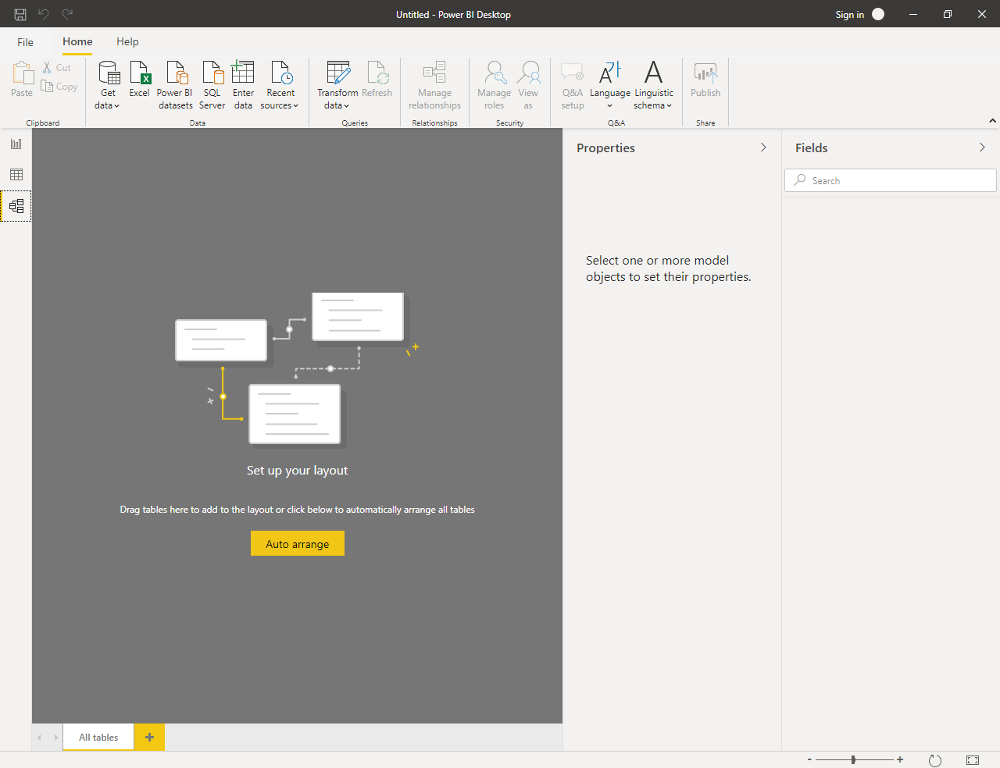 Untitled - Power BI Desktop
Sign in
File
Home
Help
Paste
Cut
Copy
Clipboard
Get
data
Excel
Power BI
datasets
SQL
Server
Enter
data
Recent
sources
Data
Transform
data
Refresh
Queries
Manage
relationships
Relationships
Manage
roles
View
as
Security
Q&A
setup
Language
Linguistic
schema
Q&A
Publish
Share
Properties
Fields
Search
Select one or more model
objects to set their properties.
Set up your layout
Drag tables here to add to the layout or click below to automatically arrange all tables
Auto arrange
All tables